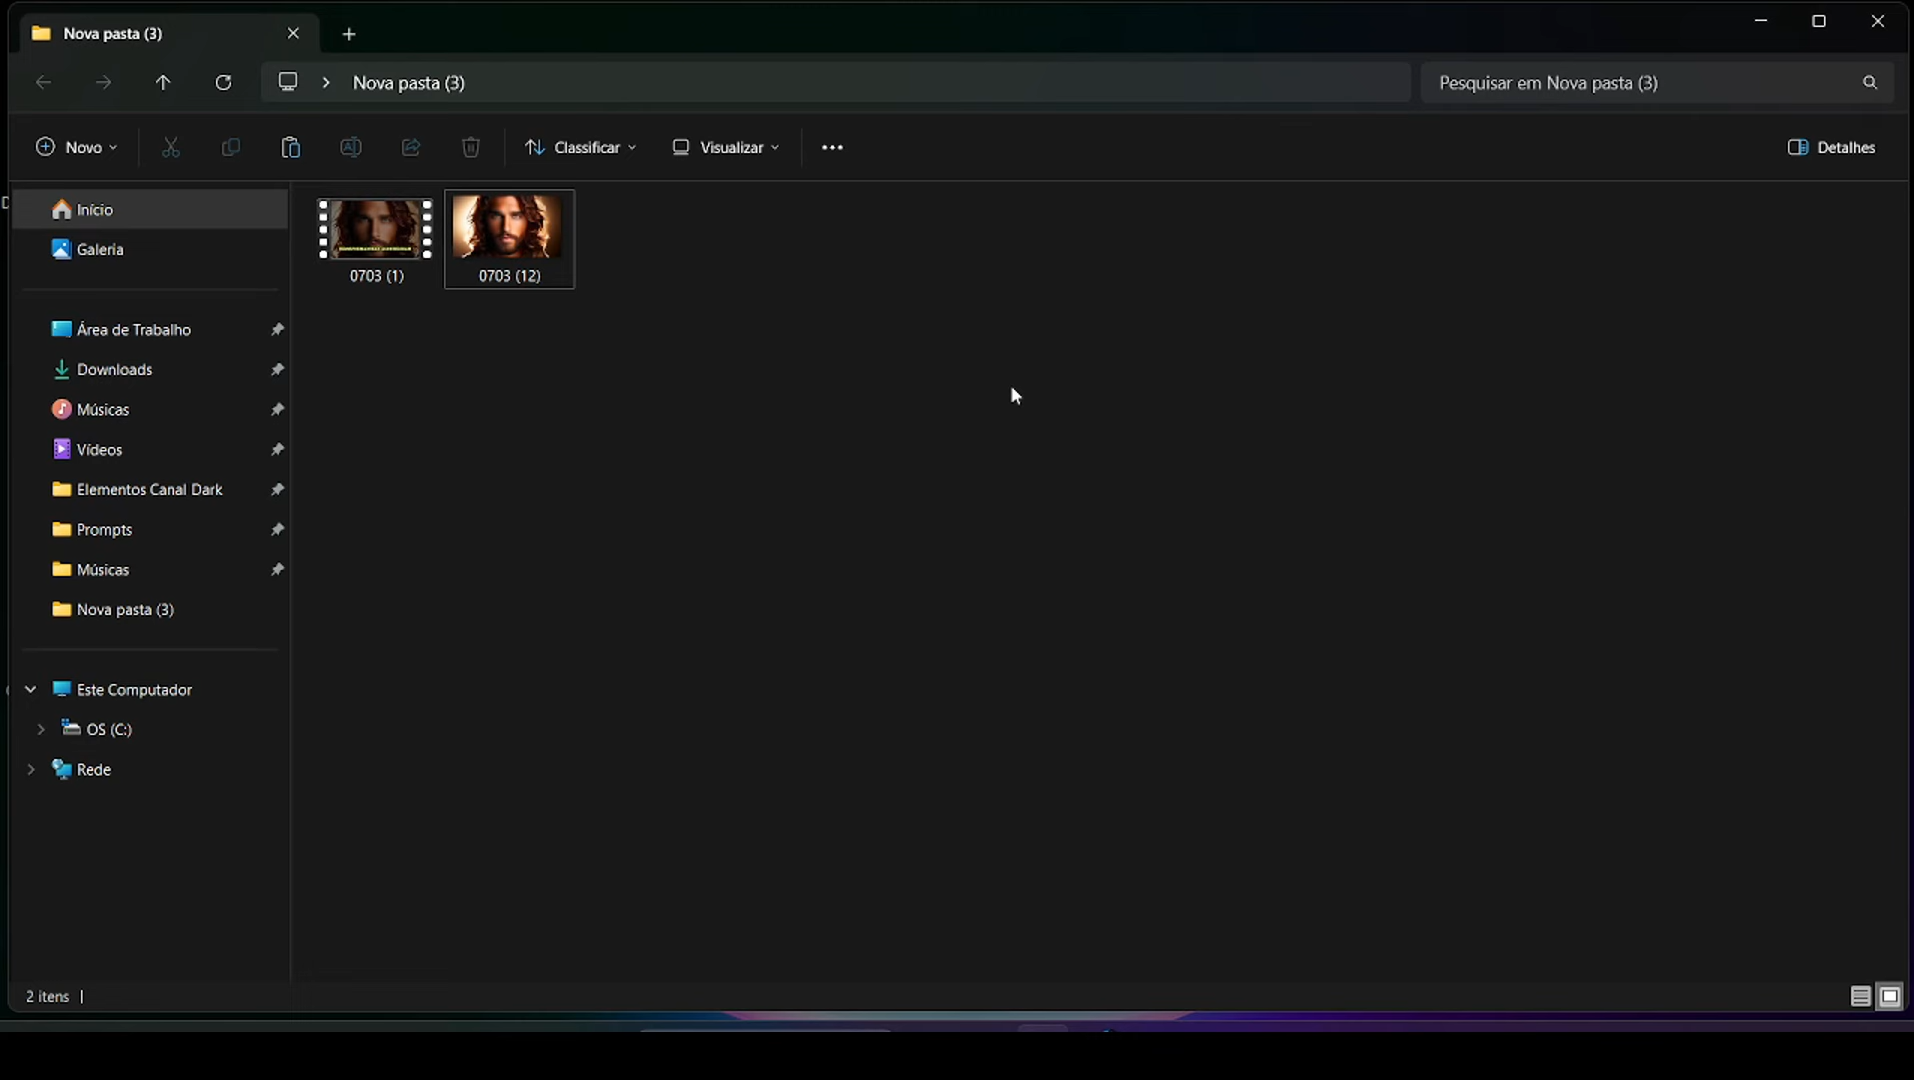 Nova pasta (3)
Nova pasta (3)
Pesquisar em Nova pasta (3)
Novo
Classificar
Visualizar
Detalhes
Início
Galeria
Área de Trabalho
Downloads
Músicas
Vídeos
Elementos Canal Dark
Prompts
Músicas
Nova pasta (3)
Este Computador
OS (C:)
Rede
0703 (1)
0703 (12)
2 itens